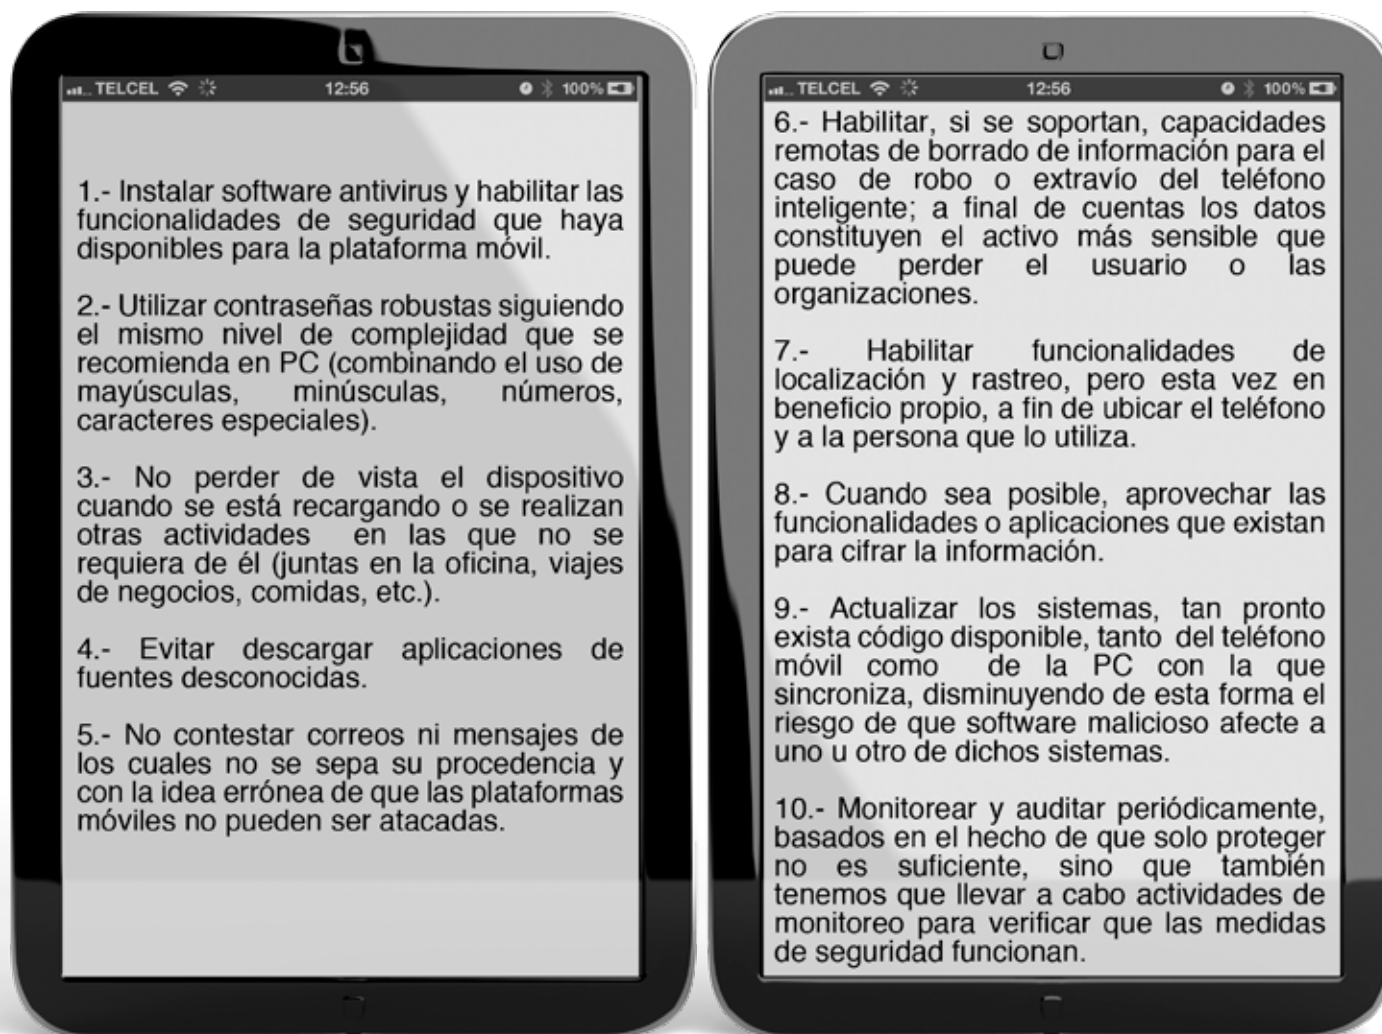 TELCEL 12:56 100%
1.- Instalar software antivirus y habilitar las
funcionalidades de seguridad que haya
disponibles para la plataforma móvil.
2.- Utilizar contraseñas robustas siguiendo
el mismo nivel de complejidad que se
recomienda en PC (combinando el uso de
mayúsculas, minúsculas, números,
caracteres especiales).
3.- No perder de vista el dispositivo
cuando se está recargando o se realizan
otras actividades en las que no se
requiera de él (juntas en la oficina, viajes
de negocios, comidas, etc.).
4.- Evitar descargar aplicaciones de
fuentes desconocidas.
5.- No contestar correos ni mensajes de
los cuales no se sepa su procedencia y
con la idea errónea de que las plataformas
móviles no pueden ser atacadas.
TELCEL 12:56 100%
6.- Habilitar, si se soportan, capacidades
remotas de borrado de información para el
caso de robo o extravío del teléfono
inteligente; a final de cuentas los datos
constituyen el activo más sensible que
puede perder el usuario o las
organizaciones.
7.- Habilitar funcionalidades de
localización y rastreo, pero esta vez en
beneficio propio, a fin de ubicar el teléfono
y a la persona que lo utiliza.
8.- Cuando sea posible, aprovechar las
funcionalidades o aplicaciones que existan
para cifrar la información.
9.- Actualizar los sistemas, tan pronto
exista código disponible, tanto del teléfono
móvil como de la PC con la que
sincroniza, disminuyendo de esta forma el
riesgo de que software malicioso afecte a
uno u otro de dichos sistemas.
10.- Monitorear y auditar periódicamente,
basados en el hecho de que solo proteger
no es suficiente, sino que también
tenemos que llevar a cabo actividades de
monitoreo para verificar que las medidas
de seguridad funcionan.